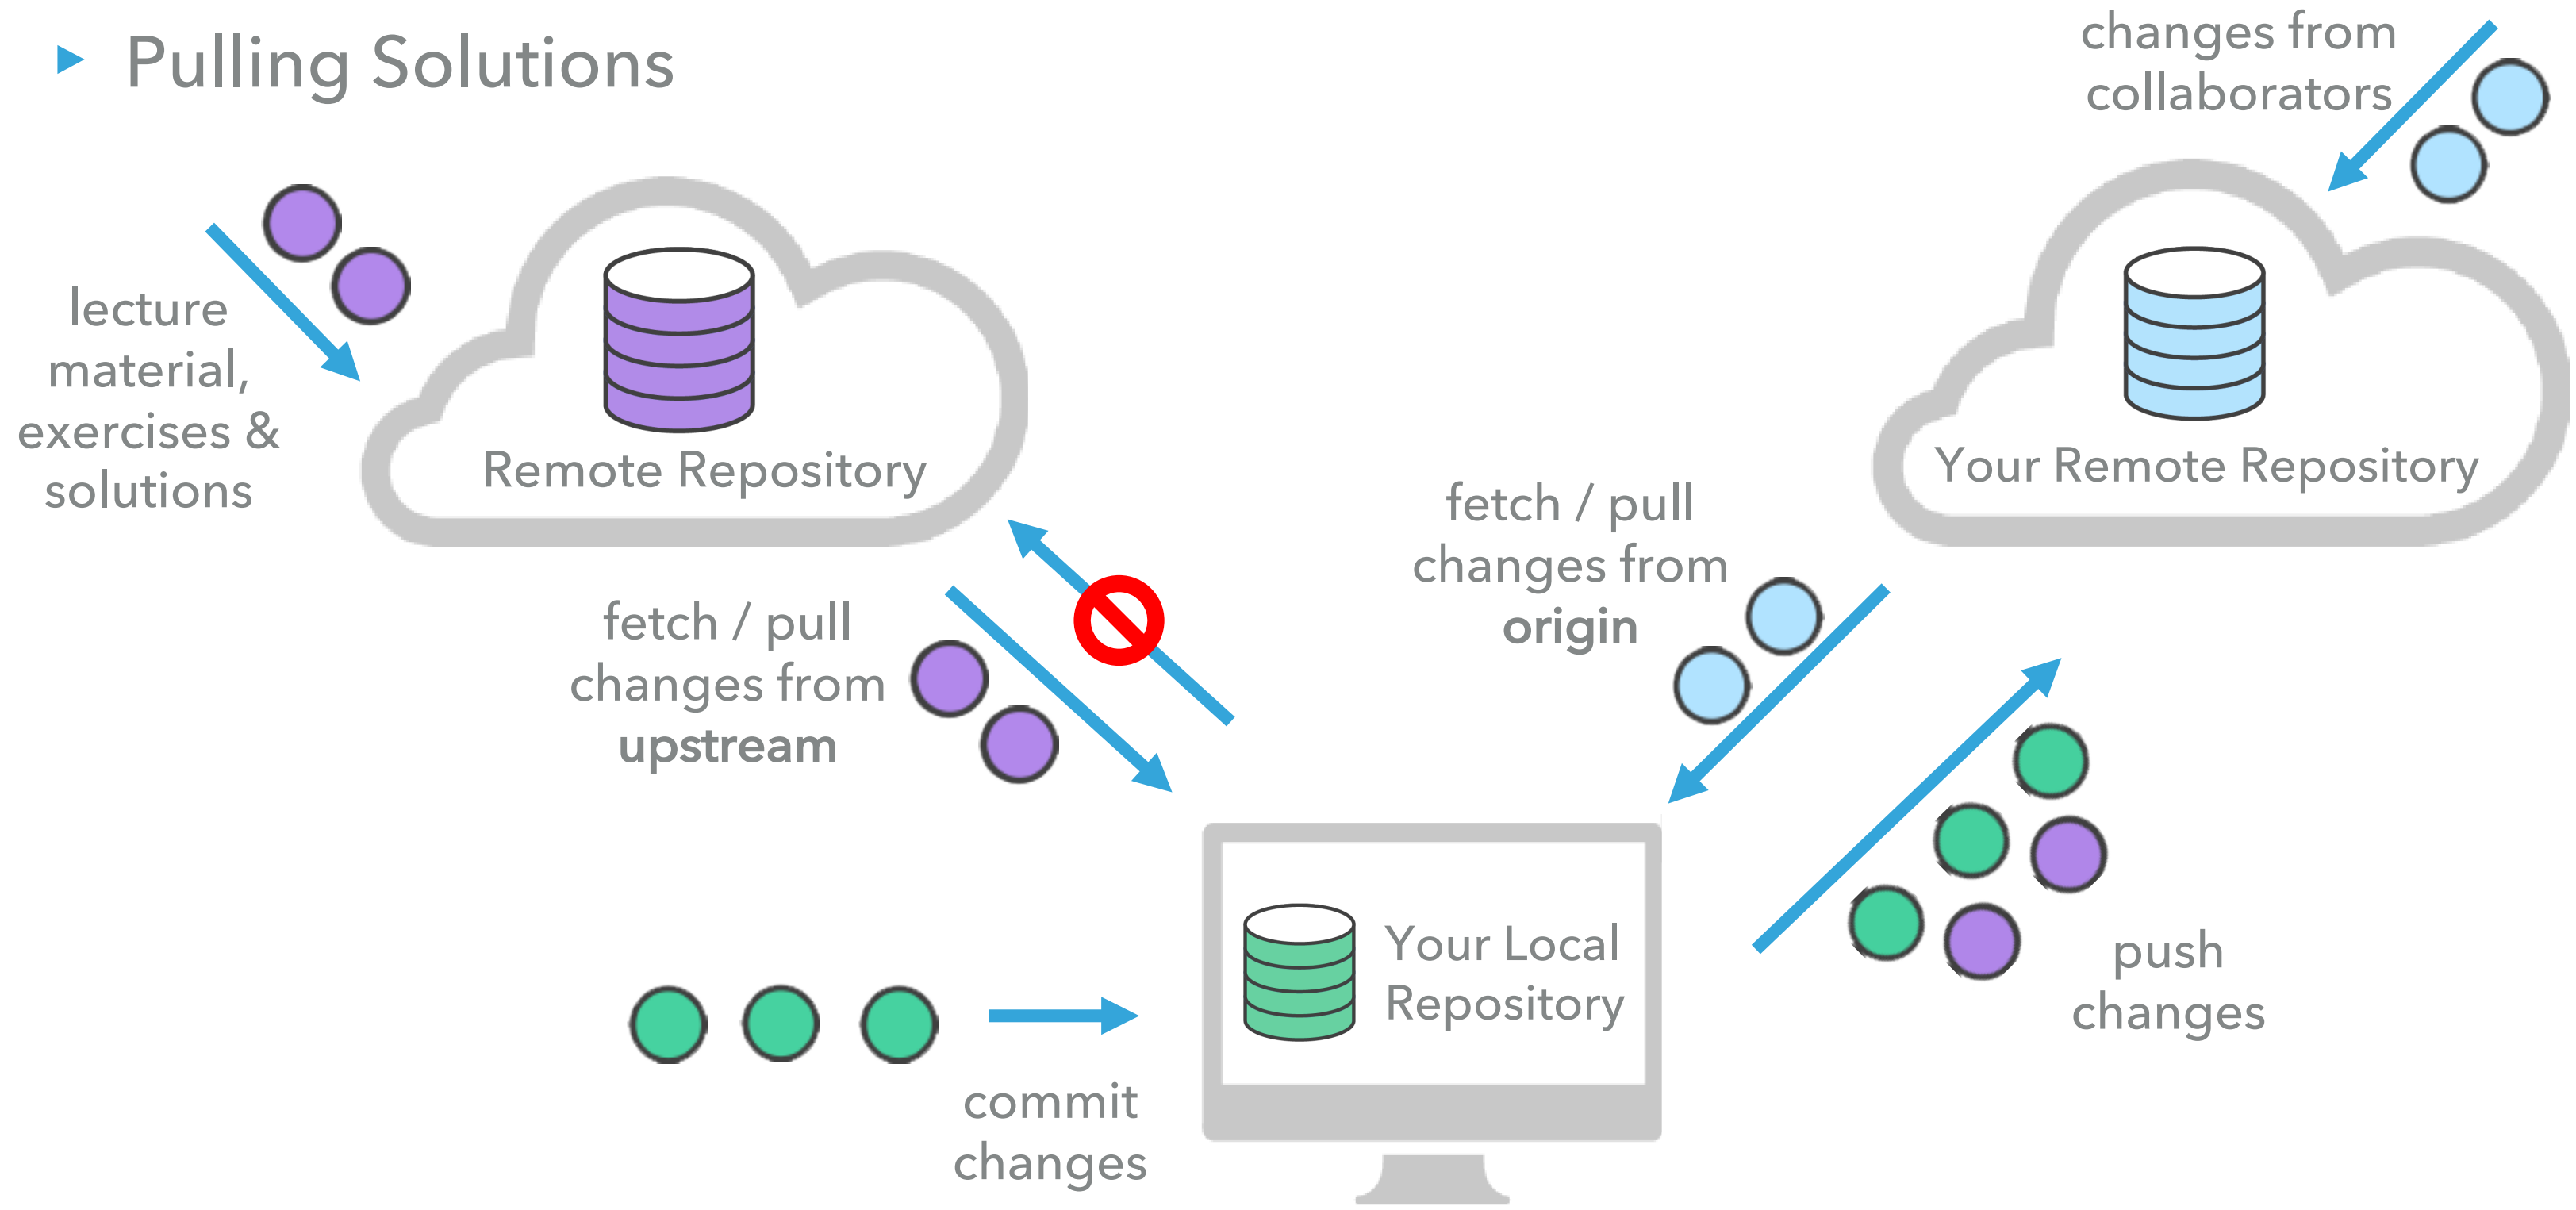 Pulling Solutions
changes from
collaborators
lecture
material,
exercises &
solutions
Remote Repository
Your Remote Repository
fetch / pull
changes from
origin
fetch / pull
changes from
upstream
Your Local
Repository
push
changes
commit
changes